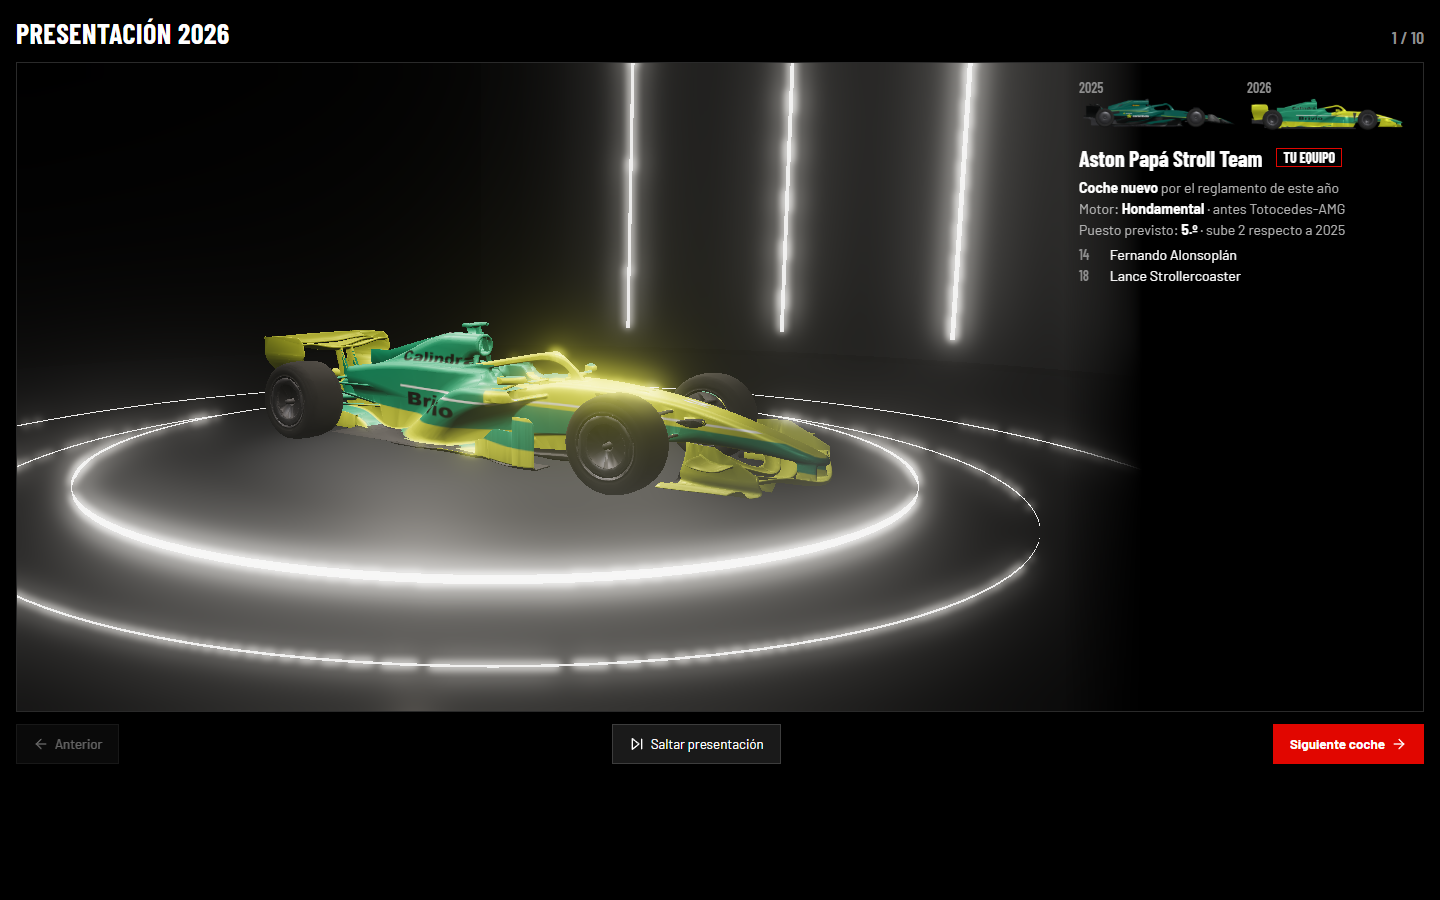 PRESENTACIÓN 2026
1 / 10
2025
2026
Aston Papá Stroll Team
TU EQUIPO
Coche nuevo por el reglamento de este año
Motor: Hondamental · antes Totocedes-AMG
Puesto previsto: 5.º · sube 2 respecto a 2025
14 Fernando Alonsoplán
18 Lance Strollercoaster
Brio
Anterior
Saltar presentación
Siguiente coche